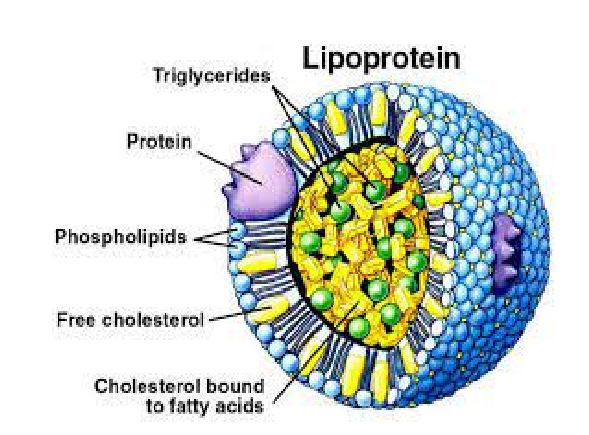 Lipoprotein
Triglycerides
Protein
Phospholipids
Free cholesterol
Cholesterol bound
to fatty acids